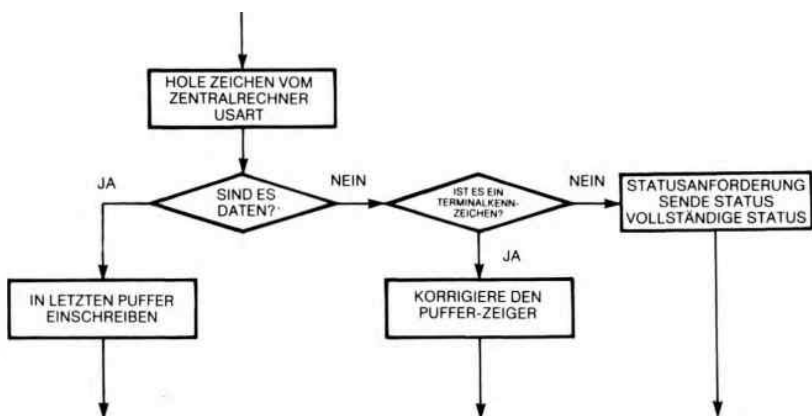 HOLE ZEICHEN VOM
ZENTRALRECHNER
USART
JA
SIND ES
DATEN?
NEIN
IST ES EIN
TERMINALKENN-
ZEICHEN?
NEIN
STATUSANFORDERUNG
SENDE STATUS
VOLLSTÄNDIGE STATUS
JA
IN LETZTEN PUFFER
EINSCHREIBEN
KORRIGIERE DEN
PUFFER-ZEIGER